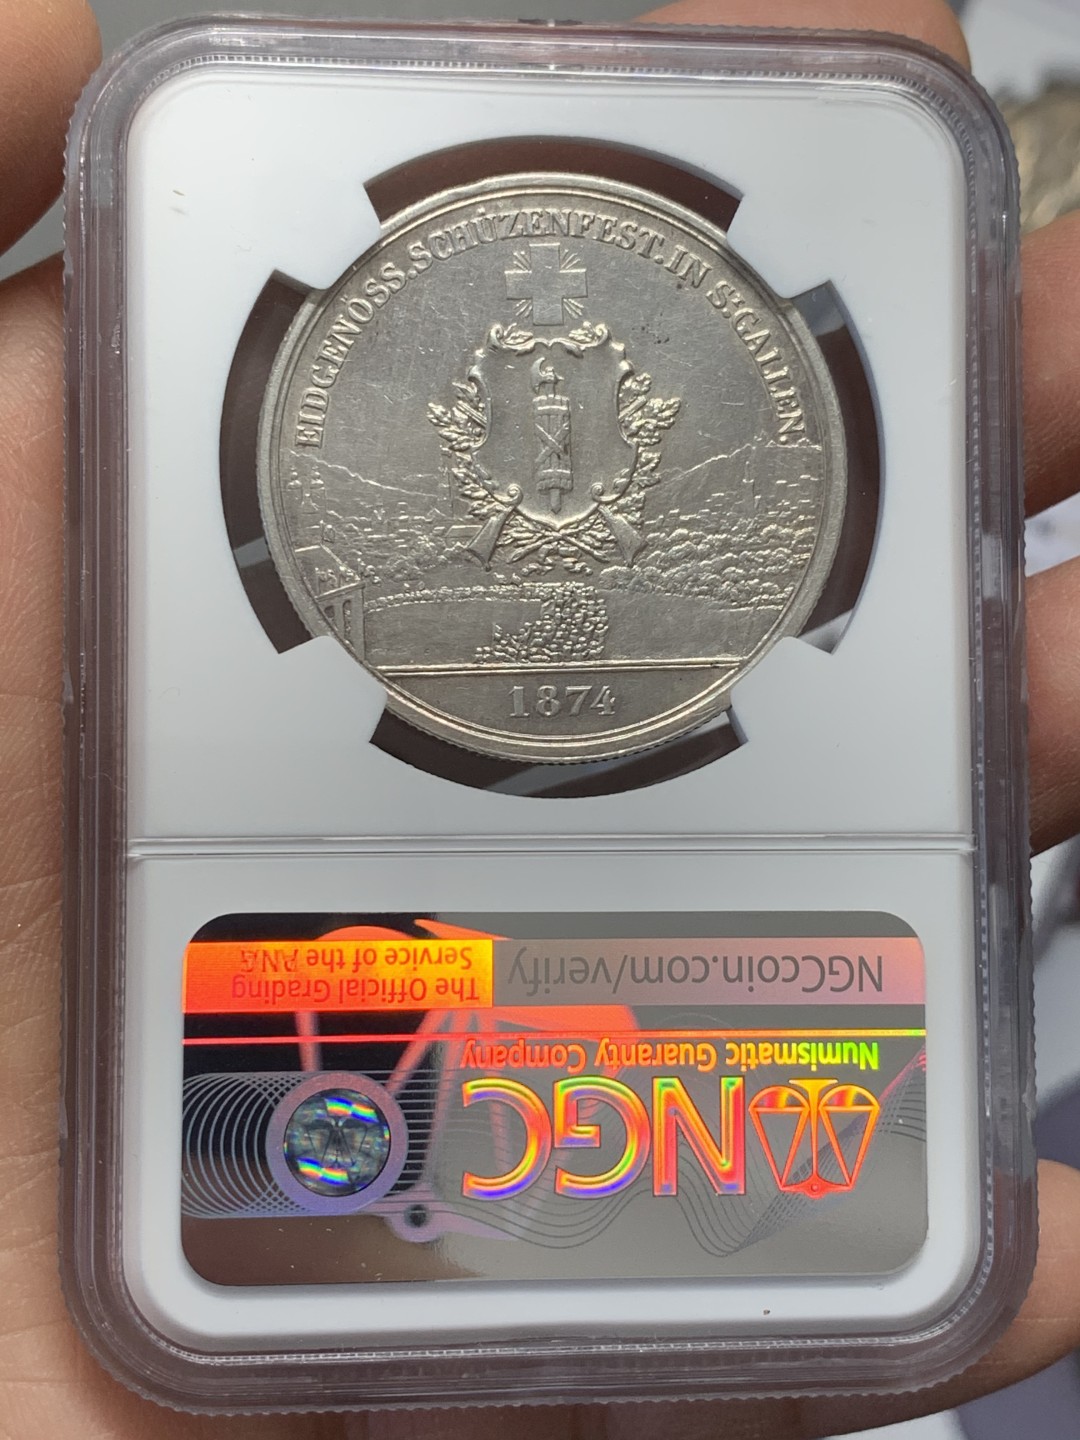 EIDGENÖSS. SCHÜZENFEST. IN ST. GALLEN.
1874
The Official Grading
Service of the ANA
NGCcoin.com/verify
Numismatic Guaranty Company
NGC